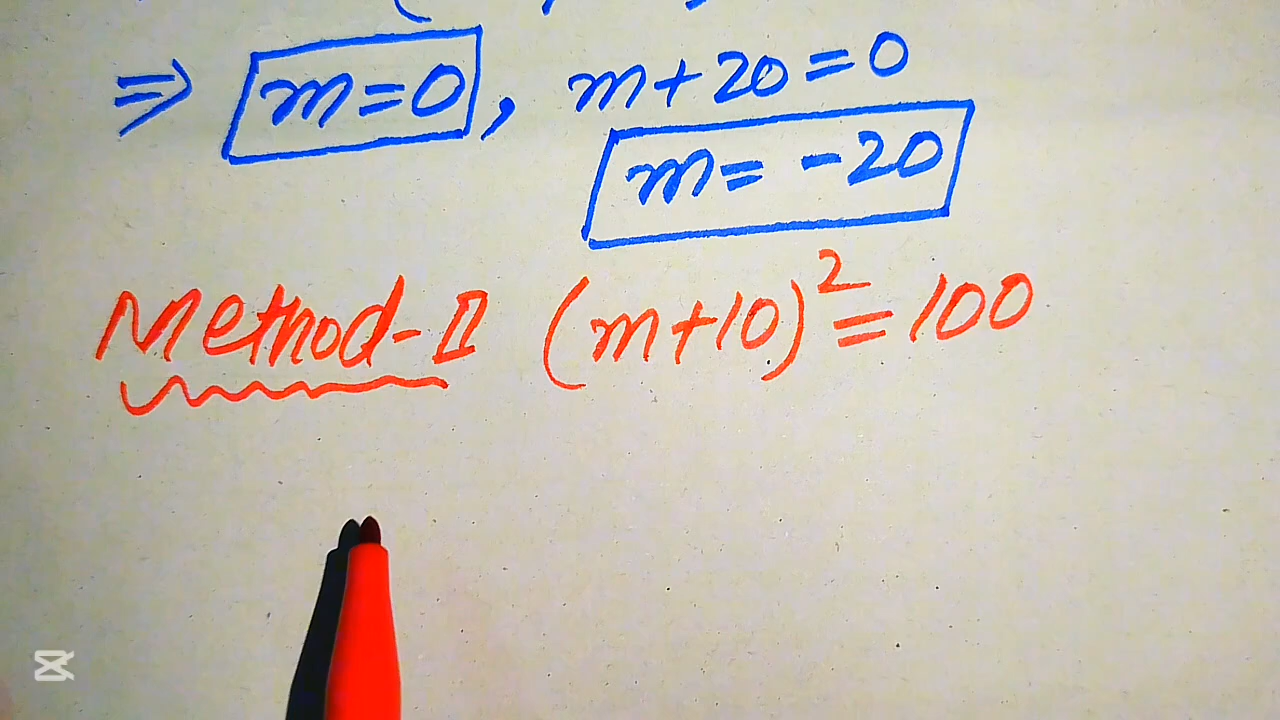 ⇒ m=0, m+20=0
m= -20
Method-II (m+10)²=100